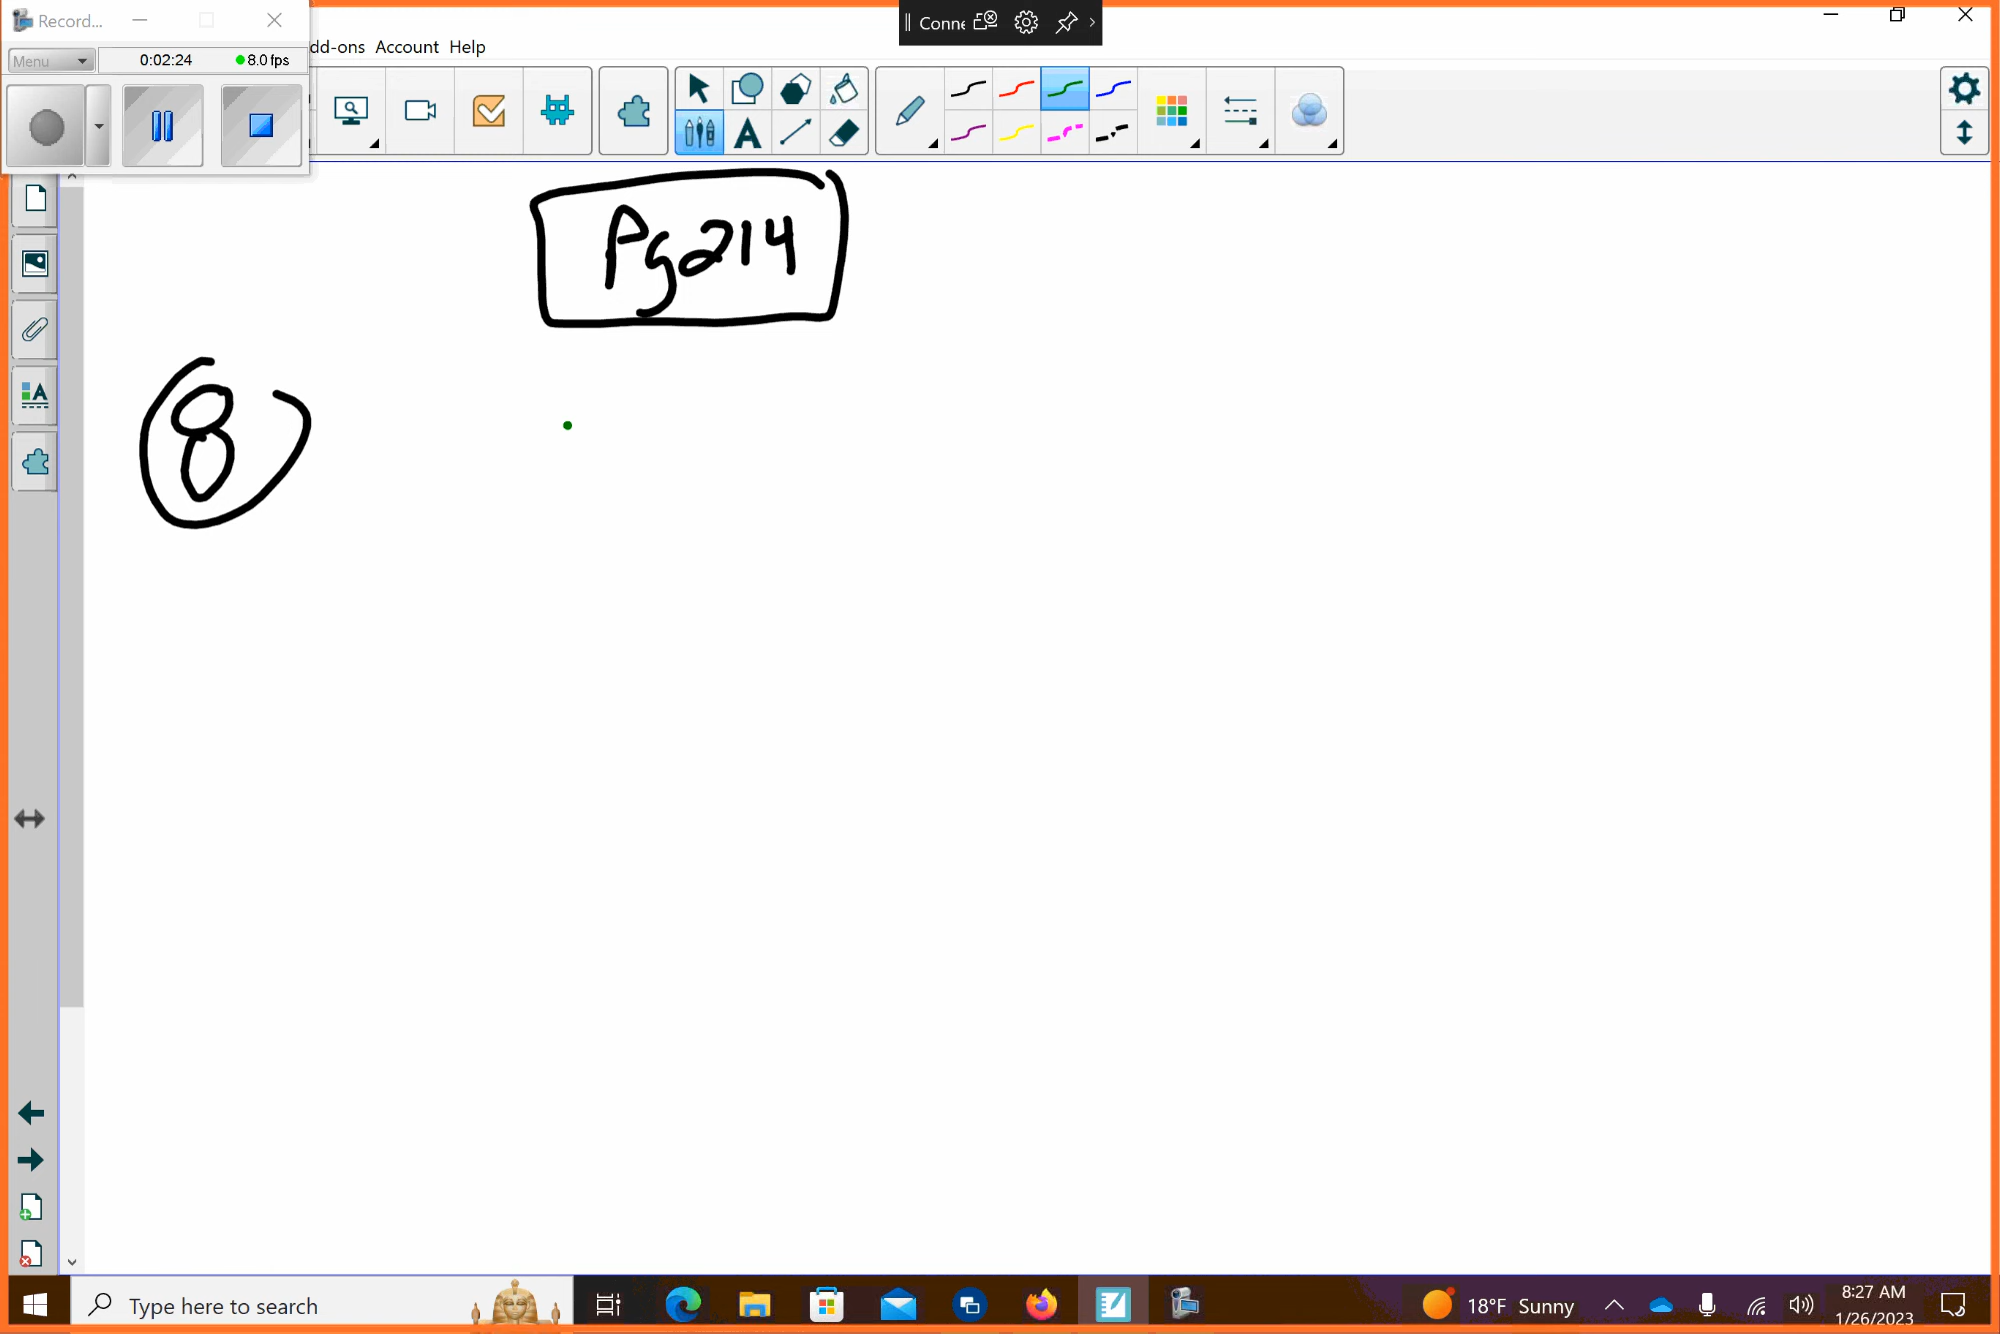 Record...
Conne
Menu
0:02:24
8.0 fps
dd-ons Account Help
Pg214
8
Type here to search
18°F Sunny
8:27 AM
1/26/2023